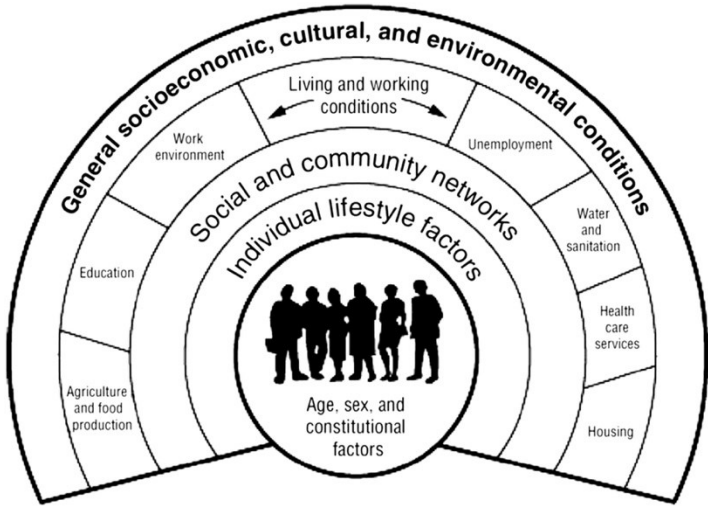 General socioeconomic, cultural, and environmental conditions
Living and working
conditions
Work
environment
Unemployment
Social and community networks
Water
and
sanitation
Individual lifestyle factors
Education
Health
care
services
Agriculture
and food
production
Age, sex, and
constitutional
factors
Housing